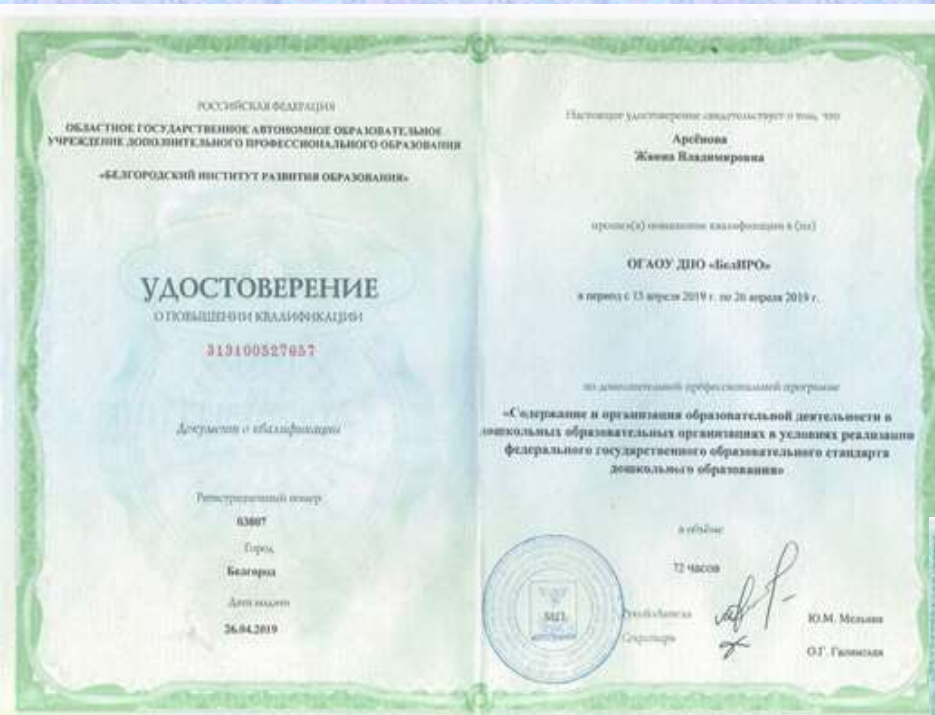 РОССИЙСКАЯ ФЕДЕРАЦИЯ
ОБЛАСТНОЕ ГОСУДАРСТВЕННОЕ АВТОНОМНОЕ ОБРАЗОВАТЕЛЬНОЕ
УЧРЕЖДЕНИЕ ДОПОЛНИТЕЛЬНОГО ПРОФЕССИОНАЛЬНОГО ОБРАЗОВАНИЯ
«БЕЛГОРОДСКИЙ ИНСТИТУТ РАЗВИТИЯ ОБРАЗОВАНИЯ»
УДОСТОВЕРЕНИЕ
О ПОВЫШЕНИИ КВАЛИФИКАЦИИ
313100527657
Документ о квалификации
Регистрационный номер
03807
Город
Белгород
Дата выдачи
26.04.2019
Настоящее удостоверение свидетельствует о том, что
Арсёнова
Жанна Владимировна
прошел(а) повышение квалификации в (на)
ОГАОУ ДПО «БелИРО»
в период с 15 апреля 2019 г. по 26 апреля 2019 г.
по дополнительной профессиональной программе
«Содержание и организация образовательной деятельности в
дошкольных образовательных организациях в условиях реализации
федерального государственного образовательного стандарта
дошкольного образования»
в объёме
72 часов
М.П.
Руководитель
Ю.М.
Секретарь
О.Г.